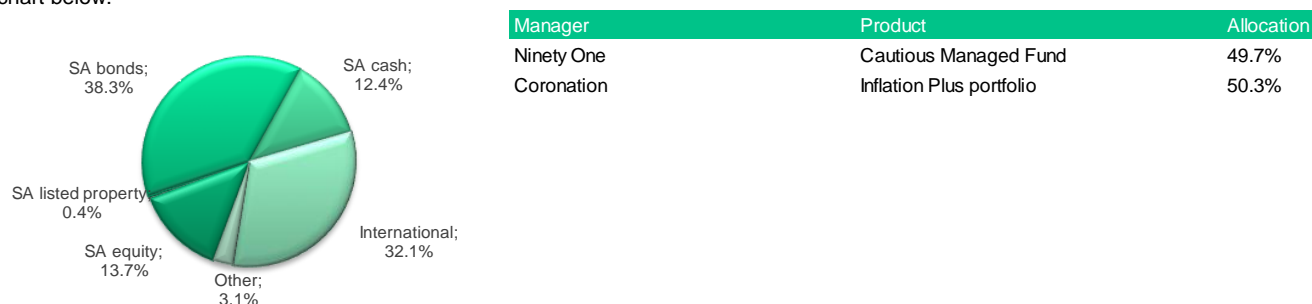 chart below.
SA bonds;
38.3%
SA cash;
12.4%
SA listed property;
0.4%
SA equity;
13.7%
Other;
3.1%
International;
32.1%
Manager Product Allocation
Ninety One Cautious Managed Fund 49.7%
Coronation Inflation Plus portfolio 50.3%